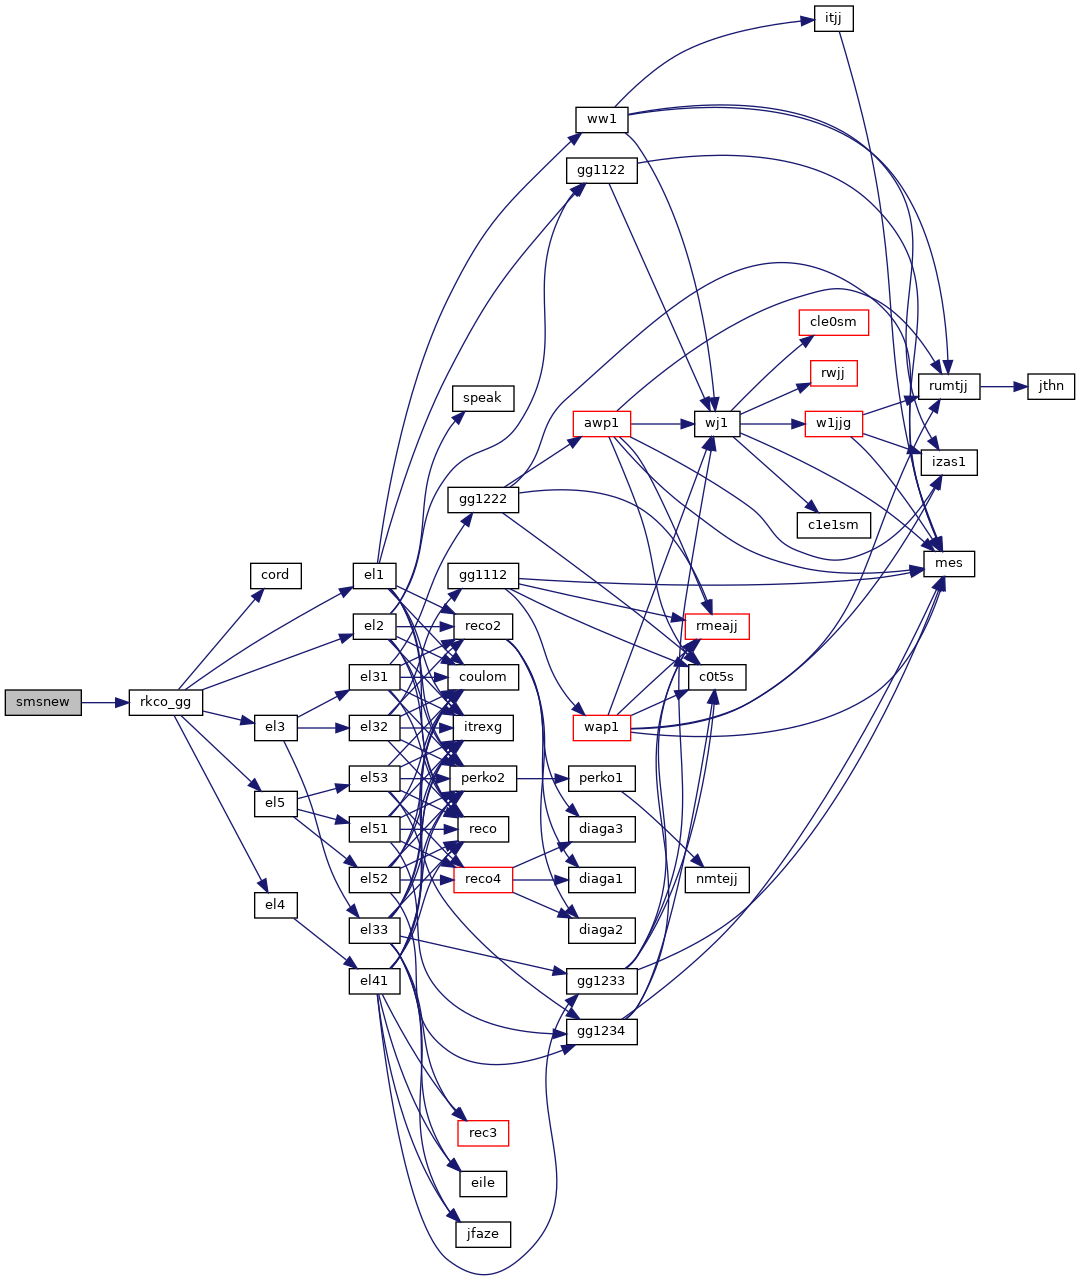 itjj
ww1
gg1122
cle0sm
rwjj
rumtjj
jthn
speak
awp1
wj1
w1jjg
izas1
gg1222
c1e1sm
mes
cord
el1
gg1112
el2
reco2
rmeajj
el31
coulom
c0t5s
smsnew
rkco_gg
el3
el32
itrexg
wap1
el53
perko2
perko1
el5
el51
reco
diaga3
el52
reco4
diaga1
nmtejj
el4
el33
diaga2
el41
gg1233
gg1234
rec3
eile
jfaze